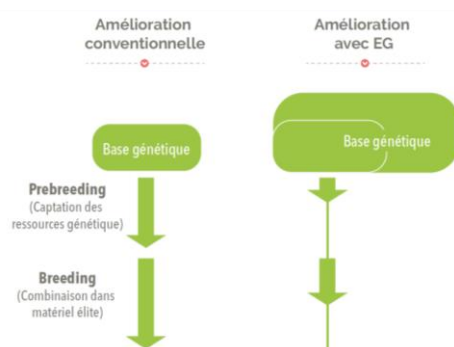 Amélioration
conventionnelle
Amélioration
avec EG
Base génétique
Base génétique
Prebreeding
(Captation des
ressources génétique)
Breeding
(Combinaison dans
matériel élite)